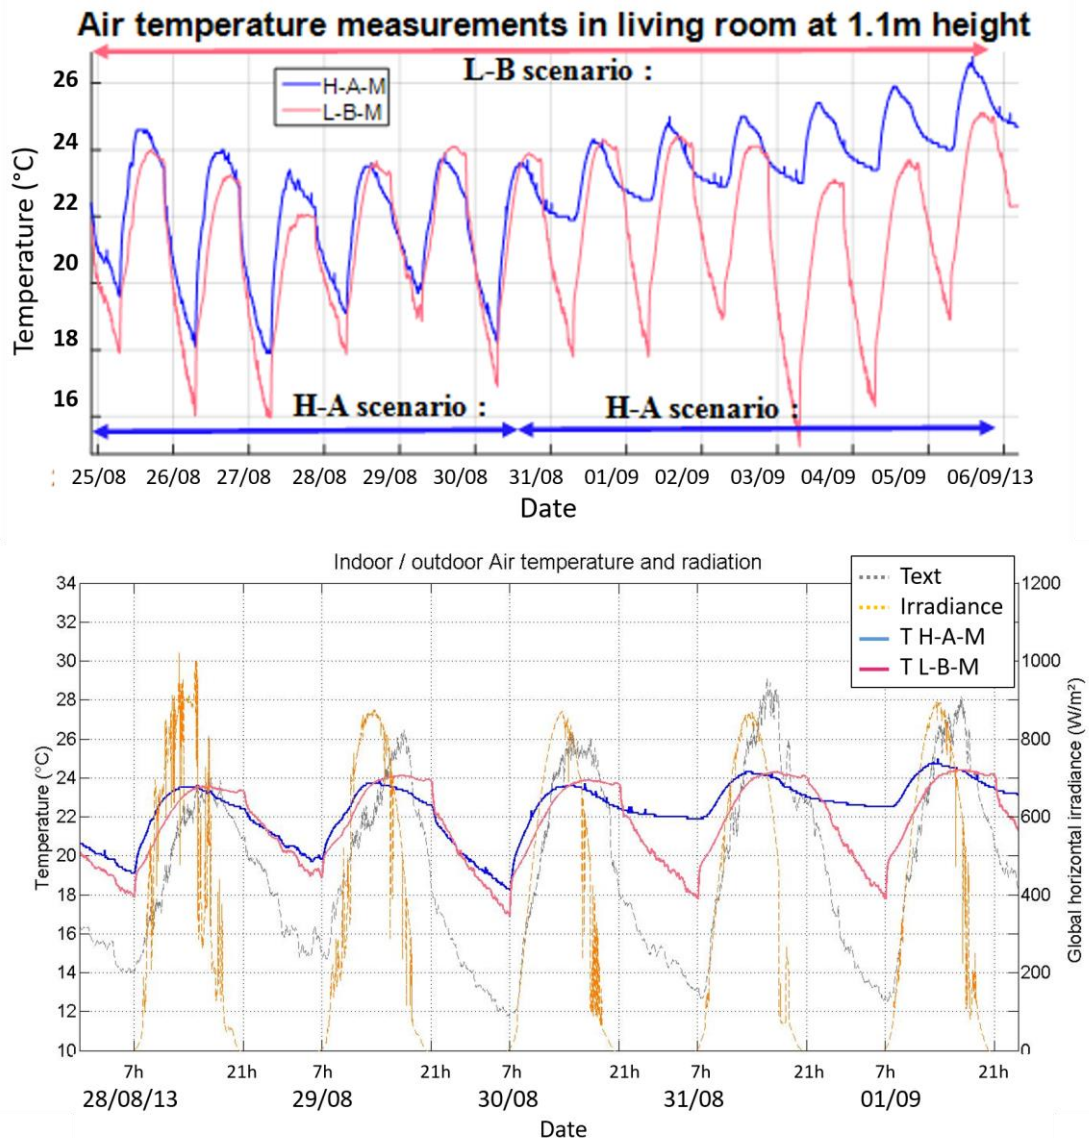 Air temperature measurements in living room at 1.1m height
L-B scenario :
H-A-M
L-B-M
26
24
22
20
18
16
Temperature (°C)
H-A scenario :
H-A scenario :
25/08 26/08 27/08 28/08 29/08 30/08 31/08 01/09 02/09 03/09 04/09 05/09 06/09/13
Date
Indoor / outdoor Air temperature and radiation
Text
Irradiance
T H-A-M
T L-B-M
34
32
30
28
26
24
22
20
18
16
14
12
10
Temperature (°C)
1200
1000
800
600
400
200
0
Global horizontal irradiance (W/m²)
7h 21h 7h 21h 7h 21h 7h 21h 7h 21h
28/08/13 29/08 30/08 31/08 01/09
Date